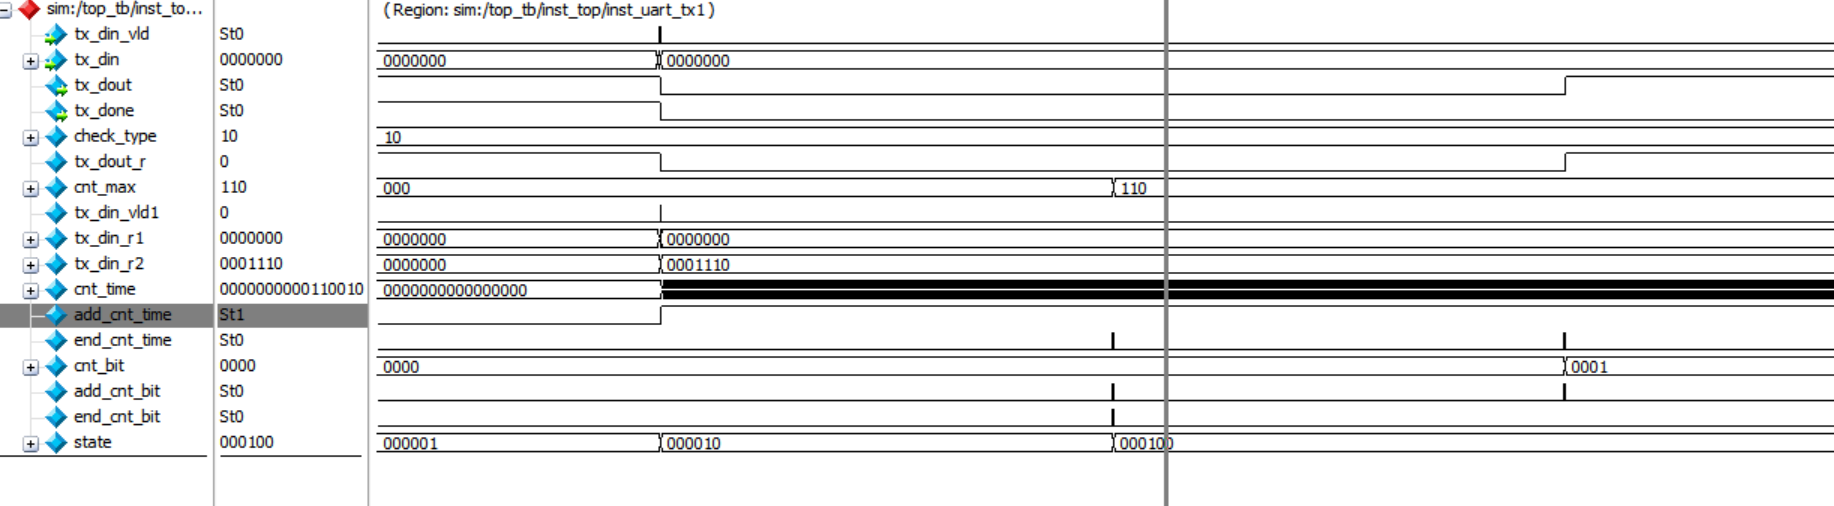 sim:/top_tb/inst_to... (Region: sim:/top_tb/inst_top/inst_uart_tx1)
tx_din_vld St0
tx_din 0000000 0000000 0000000
tx_dout St0
tx_done St0
check_type 10 10
tx_dout_r 0
cnt_max 110 000 110
tx_din_vld1 0
tx_din_r1 0000000 0000000 0000000
tx_din_r2 0001110 0000000 0001110
cnt_time 0000000000110010 0000000000000000
add_cnt_time St1
end_cnt_time St0
cnt_bit 0000 0000 0001
add_cnt_bit St0
end_cnt_bit St0
state 000100 000001 000010 000100